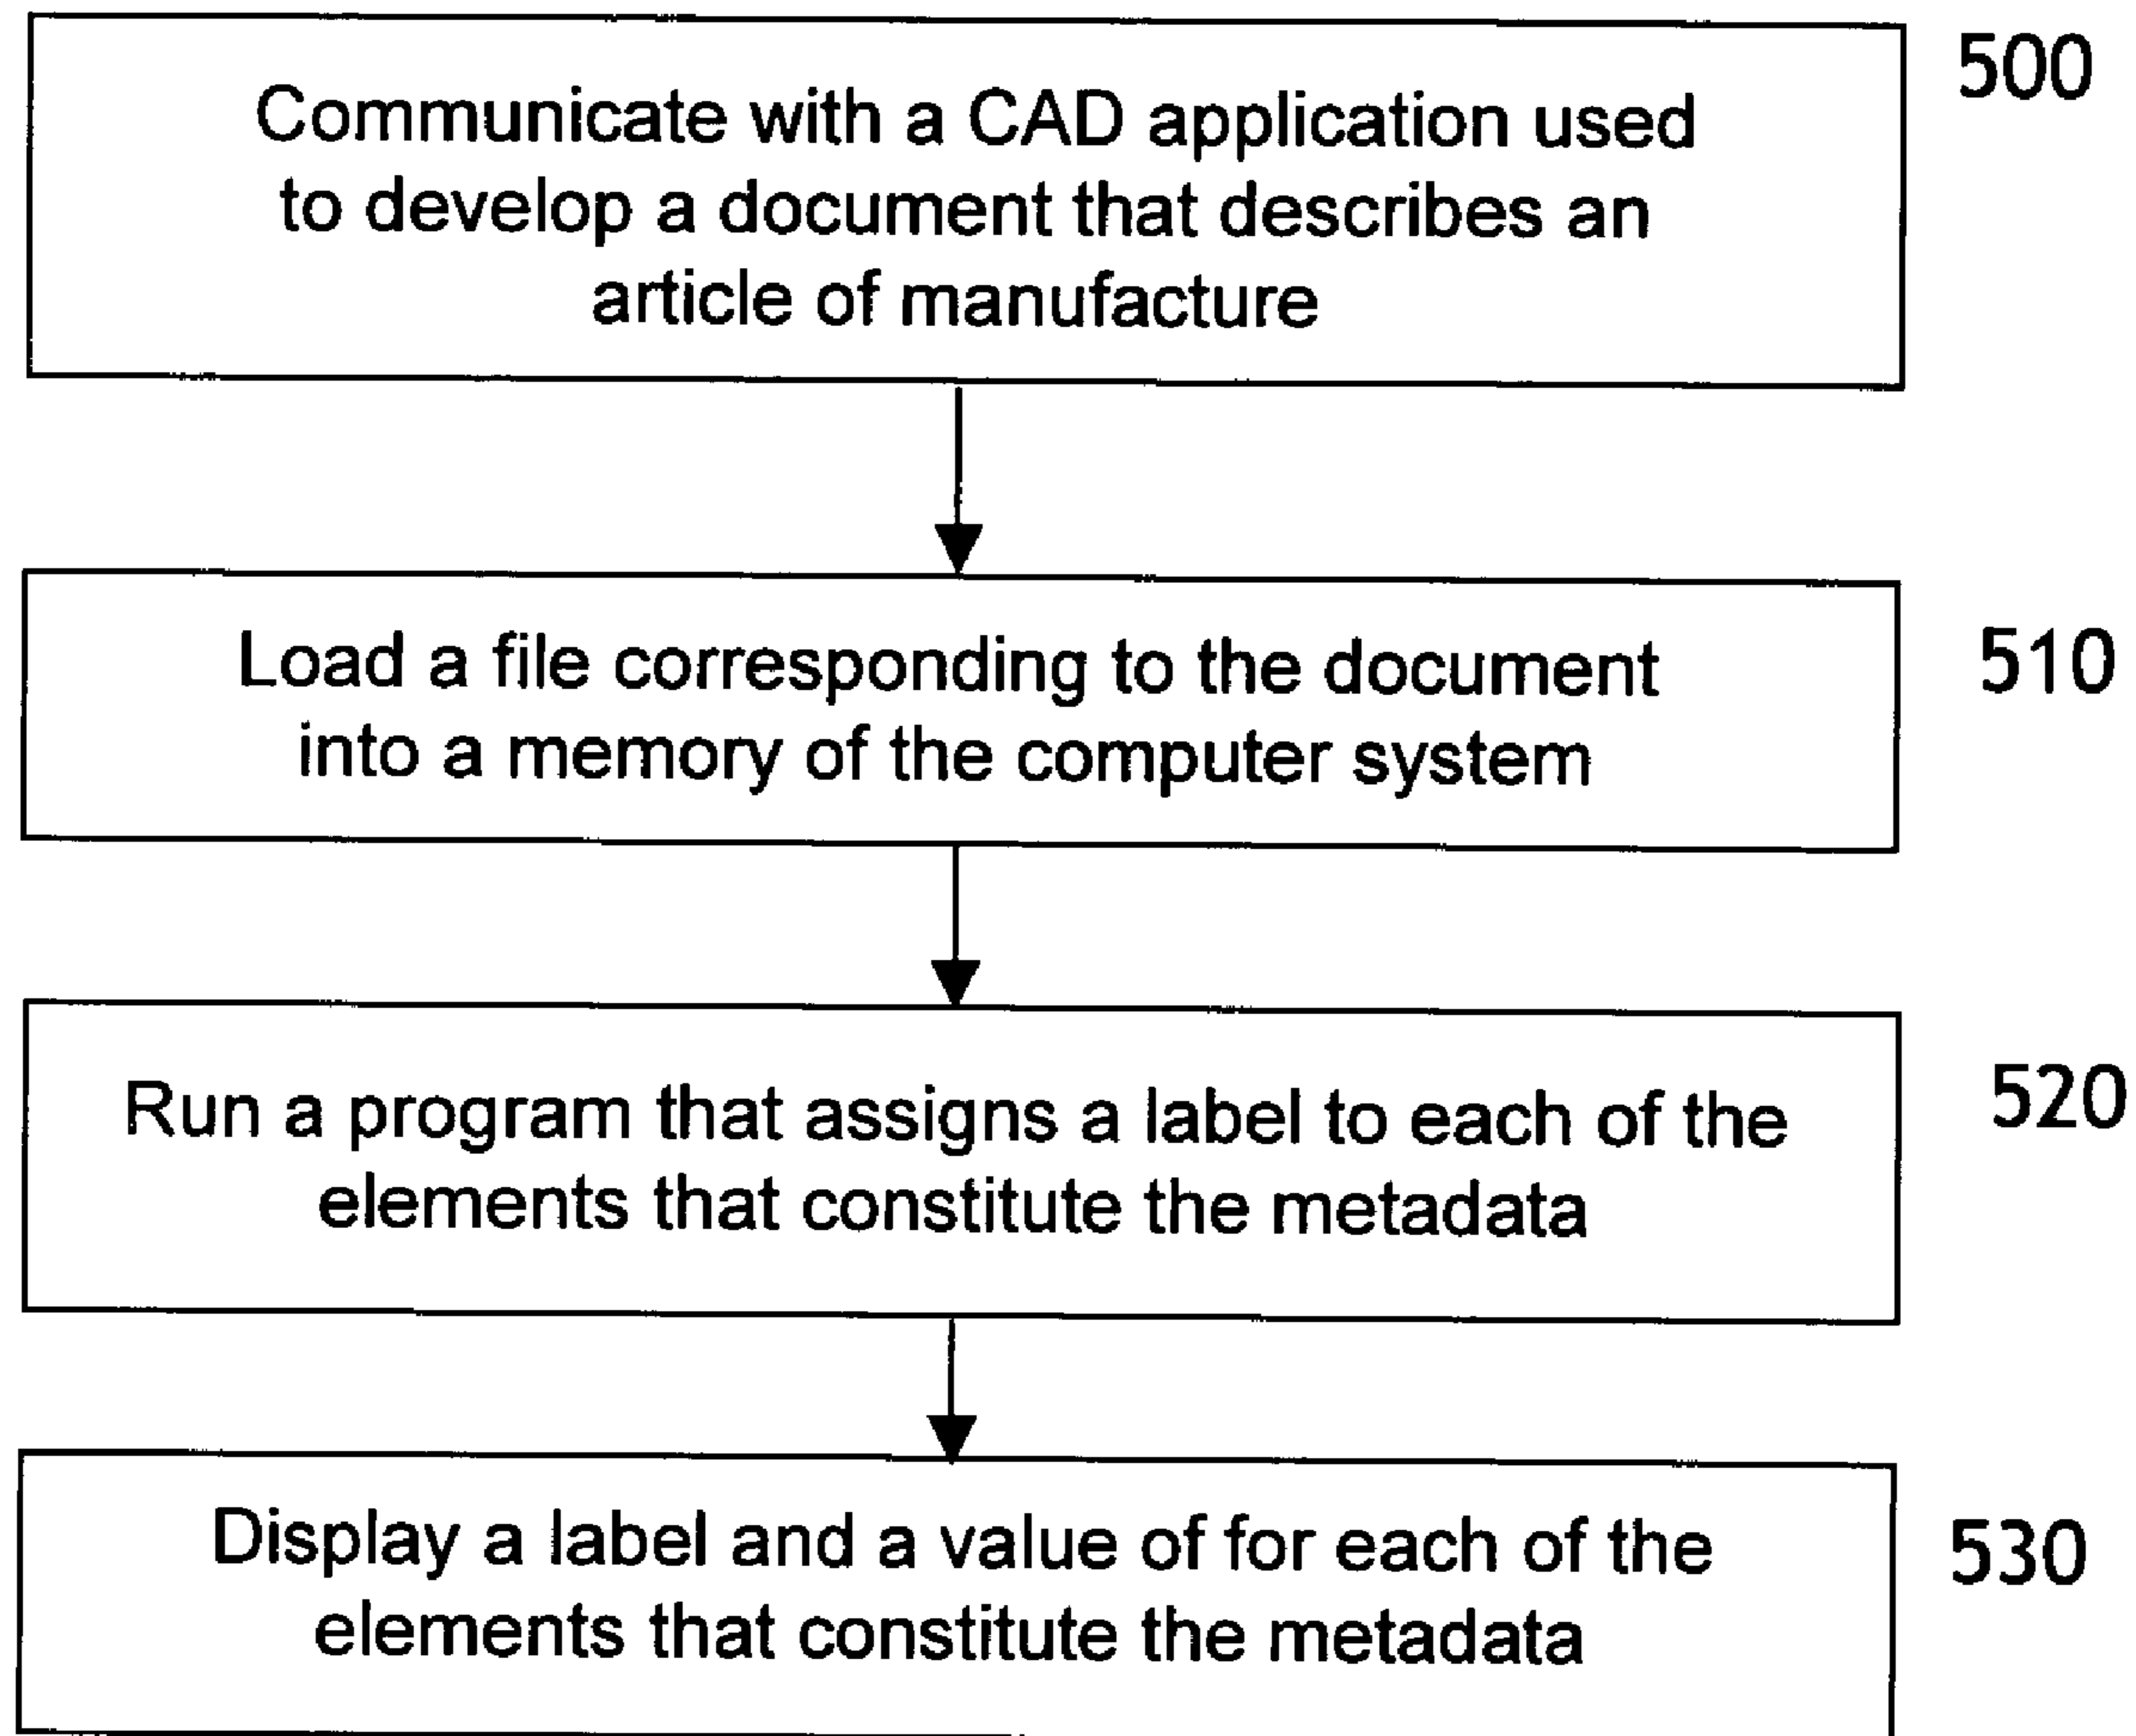 Communicate with a CAD application used
to develop a document that describes an
article of manufacture
500
Load a file corresponding to the document
into a memory of the computer system
510
Run a program that assigns a label to each of the
elements that constitute the metadata
520
Display a label and a value of for each of the
elements that constitute the metadata
530